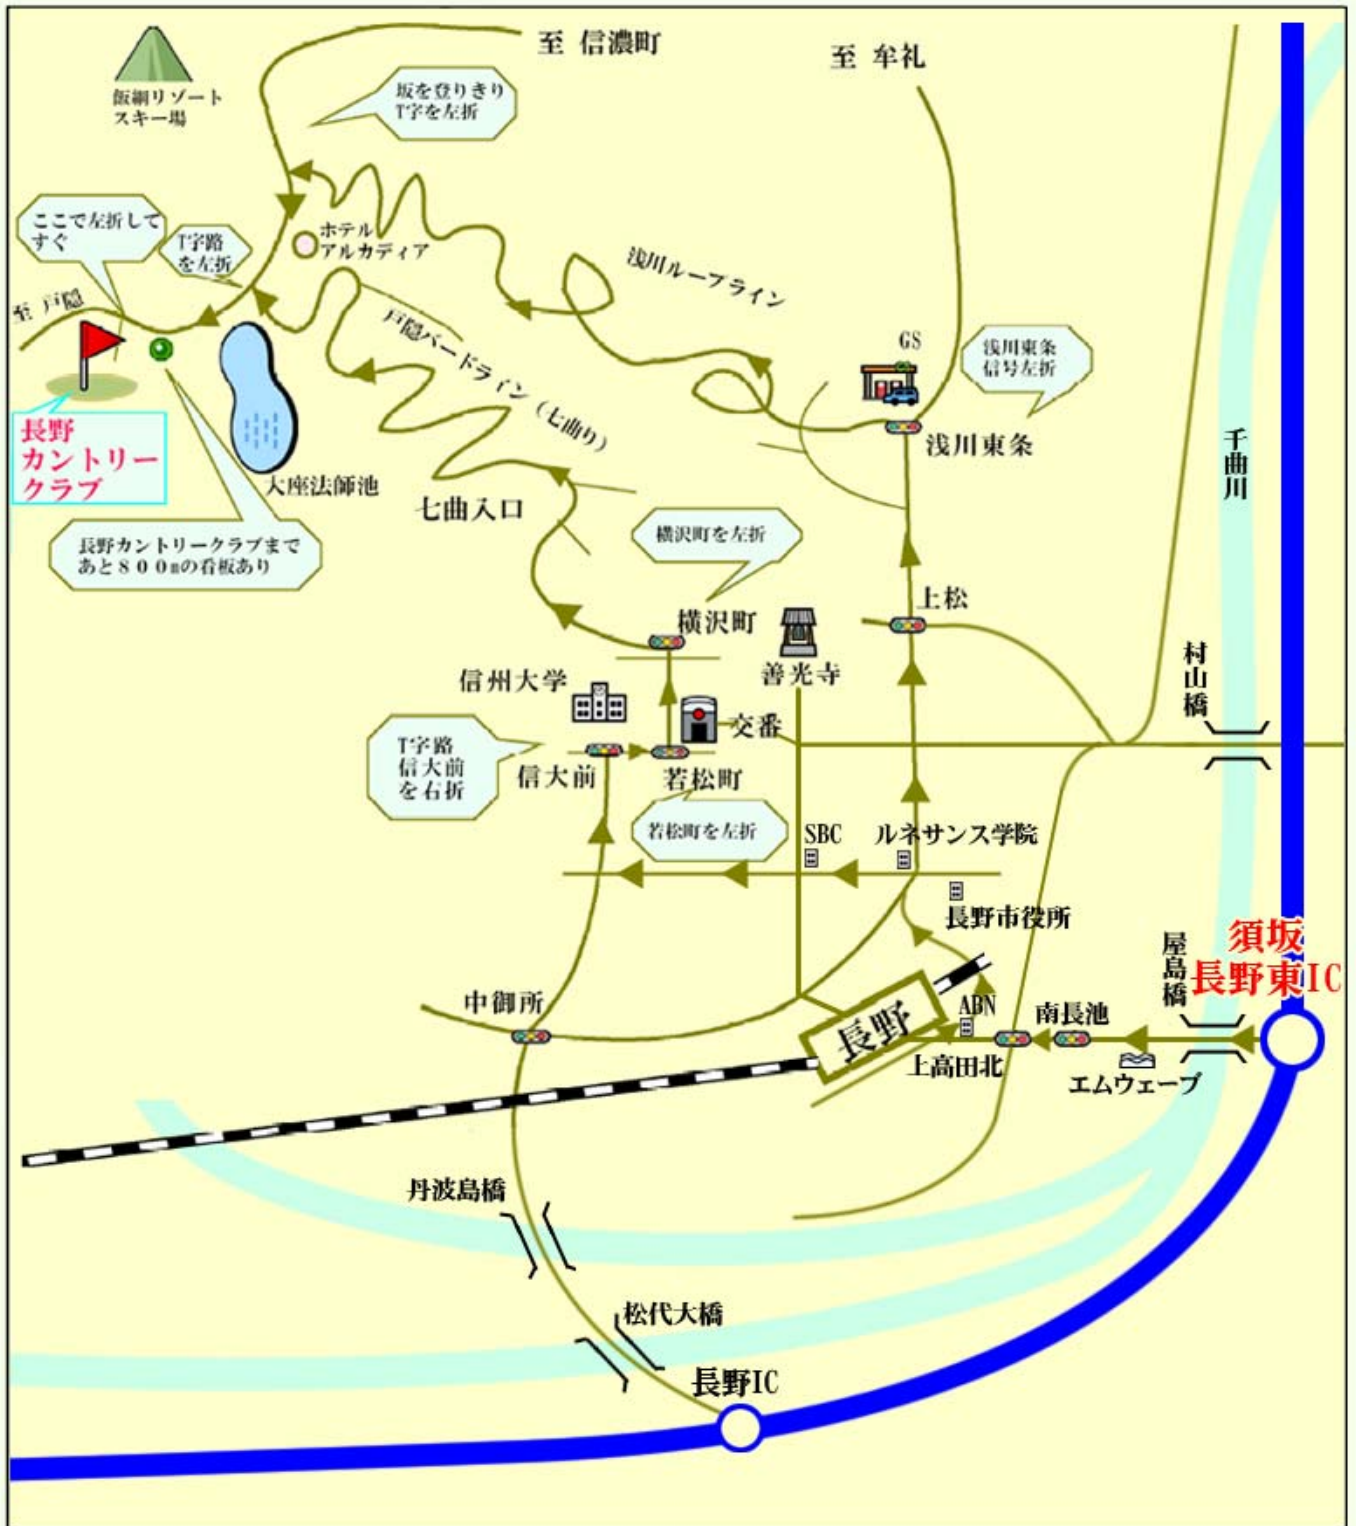 至 信濃町
至 牟礼
飯綱リゾート
スキー場
坂を登りきり
T字を左折
ここで左折して
すぐ
T字路
を左折
ホテル
アルカディア
至 戸隠
浅川ループライン
戸隠バードライン(七曲り)
GS
浅川東条
信号左折
浅川東条
長野
カントリー
クラブ
大座法師池
七曲入口
千曲川
長野カントリークラブまで
あと800mの看板あり
横沢町を左折
横沢町
上松
善光寺
村山橋
信州大学
交番
T字路
信大前
を右折
信大前
若松町
若松町を左折
SBC
ルネサンス学院
長野市役所
須坂
長野東IC
屋島橋
中御所
長野
ABN
南長池
上高田北
エムウェーブ
丹波島橋
松代大橋
長野IC